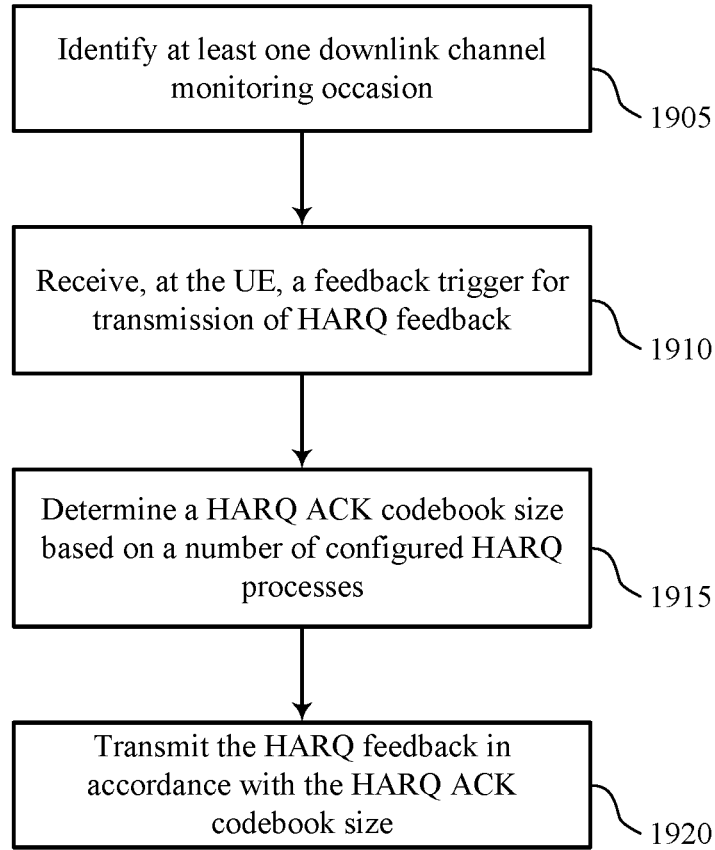 Identify at least one downlink channel
monitoring occasion
1905
Receive, at the UE, a feedback trigger for
transmission of HARQ feedback
1910
Determine a HARQ ACK codebook size
based on a number of configured HARQ
processes
1915
Transmit the HARQ feedback in
accordance with the HARQ ACK
codebook size
1920